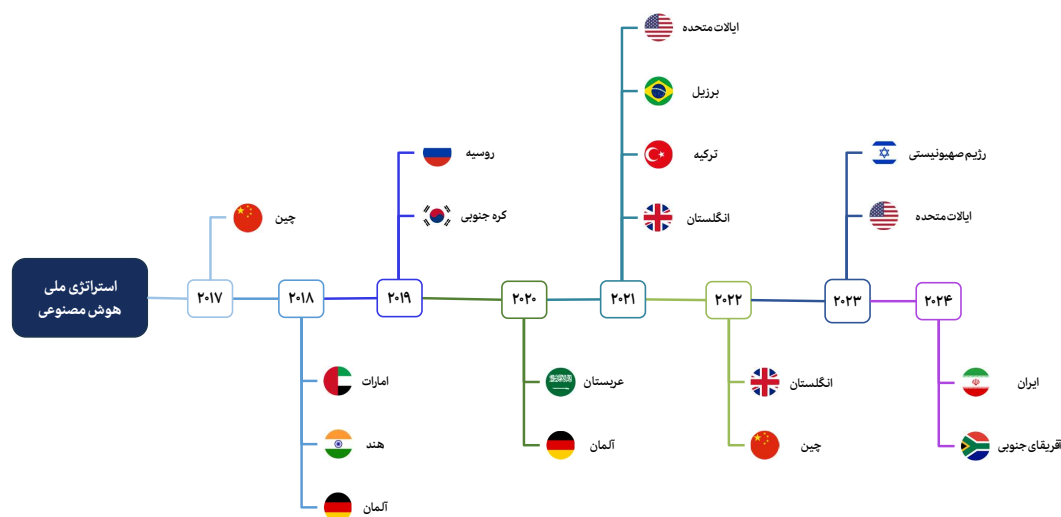 استراتژی ملی
هوش مصنوعی
۲۰۱۷
چین
۲۰۱۸
امارات
هند
آلمان
۲۰۱۹
روسیه
کره جنوبی
۲۰۲۰
عربستان
آلمان
۲۰۲۱
ایالات متحده
برزیل
ترکیه
انگلستان
۲۰۲۲
انگلستان
چین
۲۰۲۳
رژیم صهیونیستی
ایالات متحده
۲۰۲۴
ایران
آفریقای جنوبی